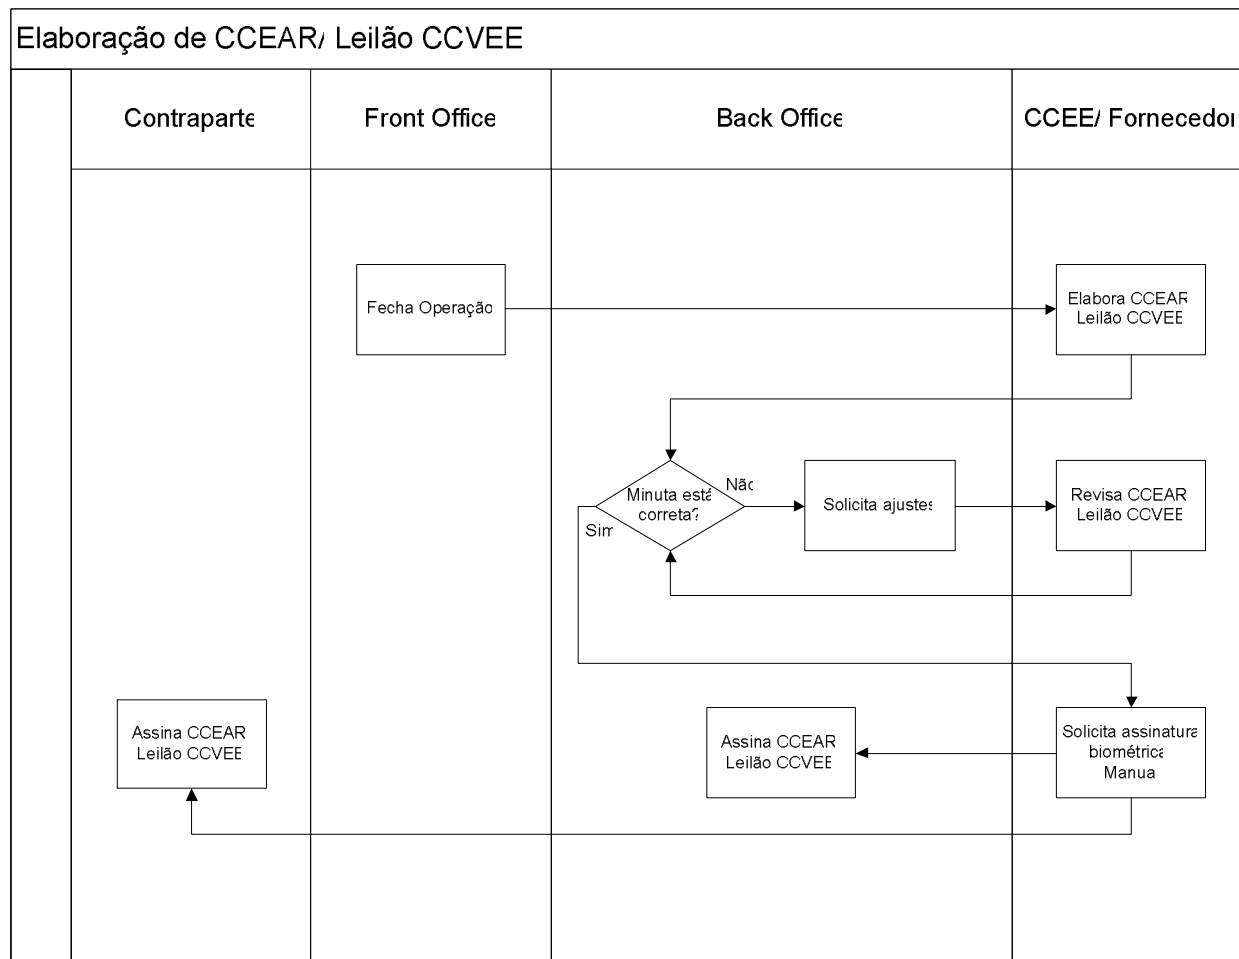 Elaboração de CCEAR/ Leilão CCVEE
Contraparte
Front Office
Back Office
CCEE/ Fornecedor
Fecha Operação
Elabora CCEAR
Leilão CCVEE
Minuta está
correta?
Não
Sim
Solicita ajustes
Revisa CCEAR
Leilão CCVEE
Assina CCEAR
Leilão CCVEE
Assina CCEAR
Leilão CCVEE
Solicita assinatura
biométrica
Manua